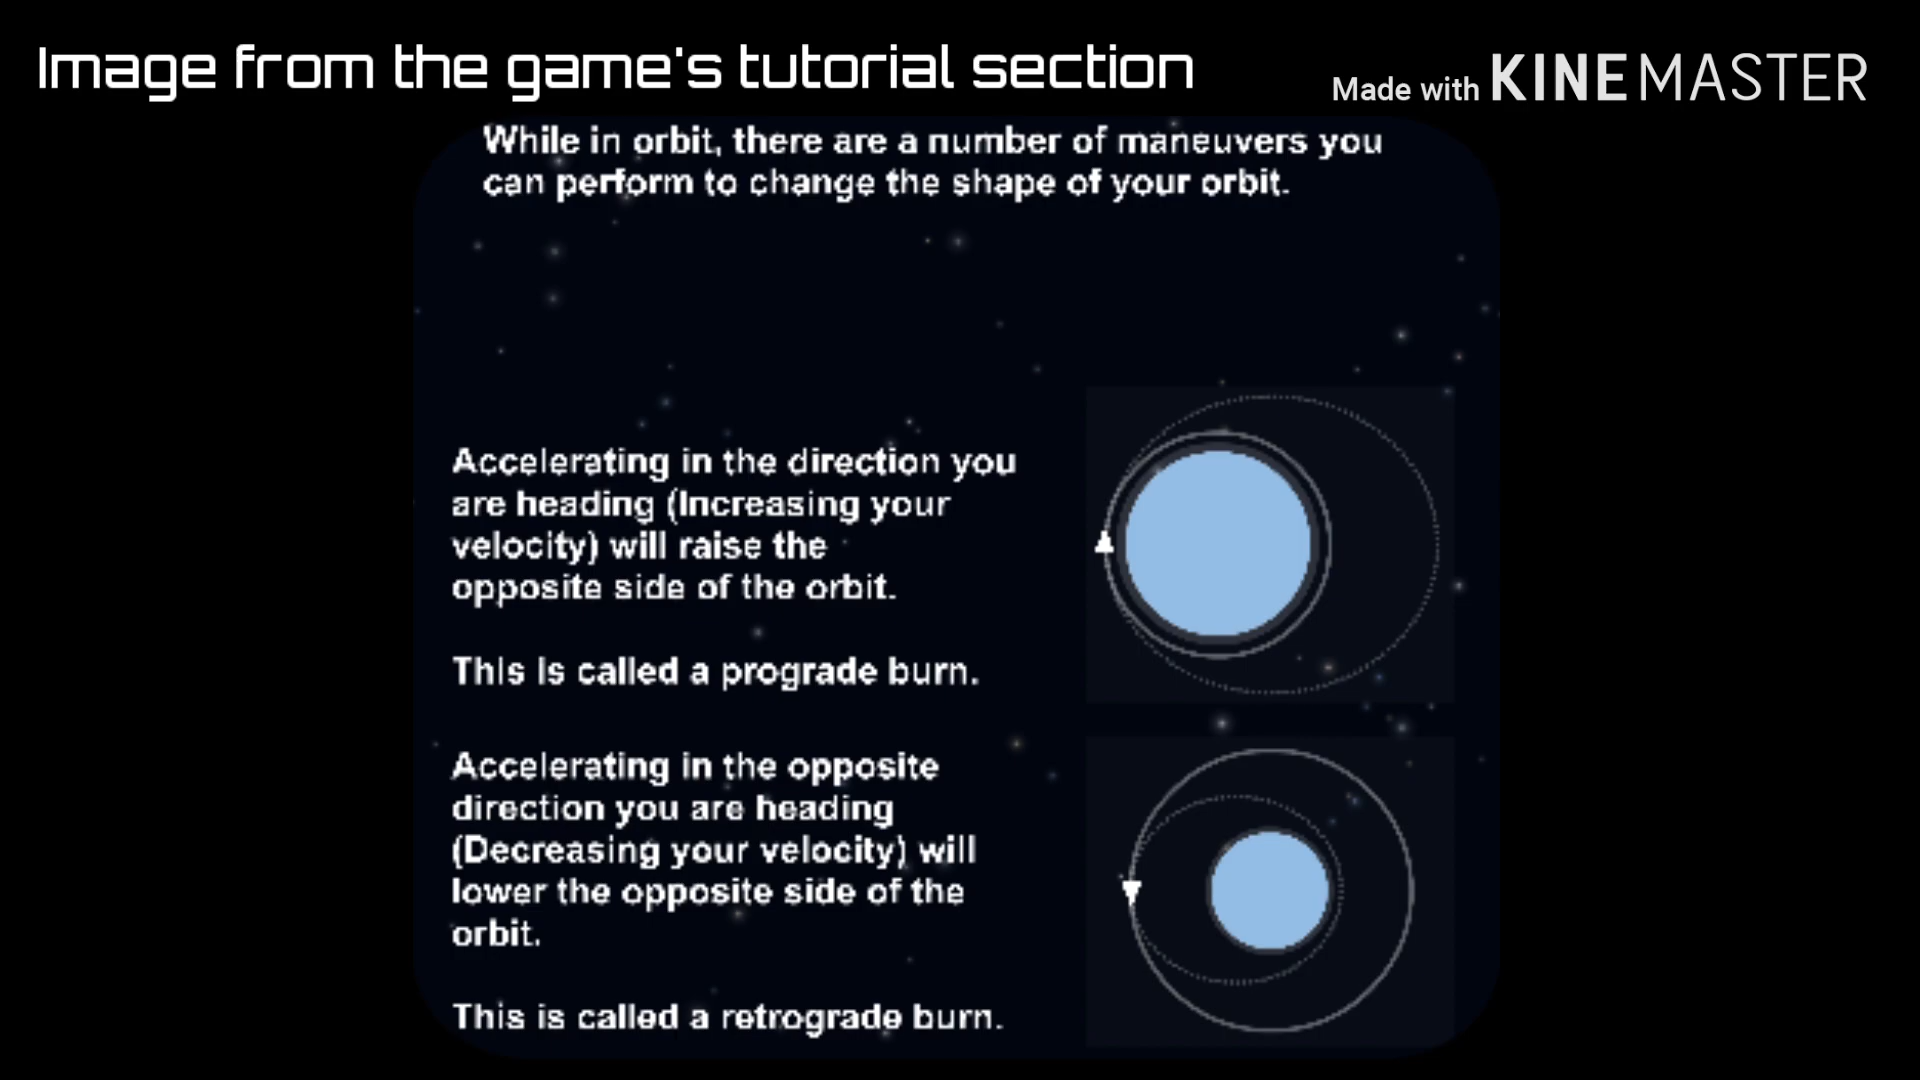 Image from the game's tutorial section
Made with KINEMASTER
While in orbit, there are a number of maneuvers you
can perform to change the shape of your orbit.
Accelerating in the direction you
are heading (Increasing your
velocity) will raise the
opposite side of the orbit.
This is called a prograde burn.
Accelerating in the opposite
direction you are heading
(Decreasing your velocity) will
lower the opposite side of the
orbit.
This is called a retrograde burn.